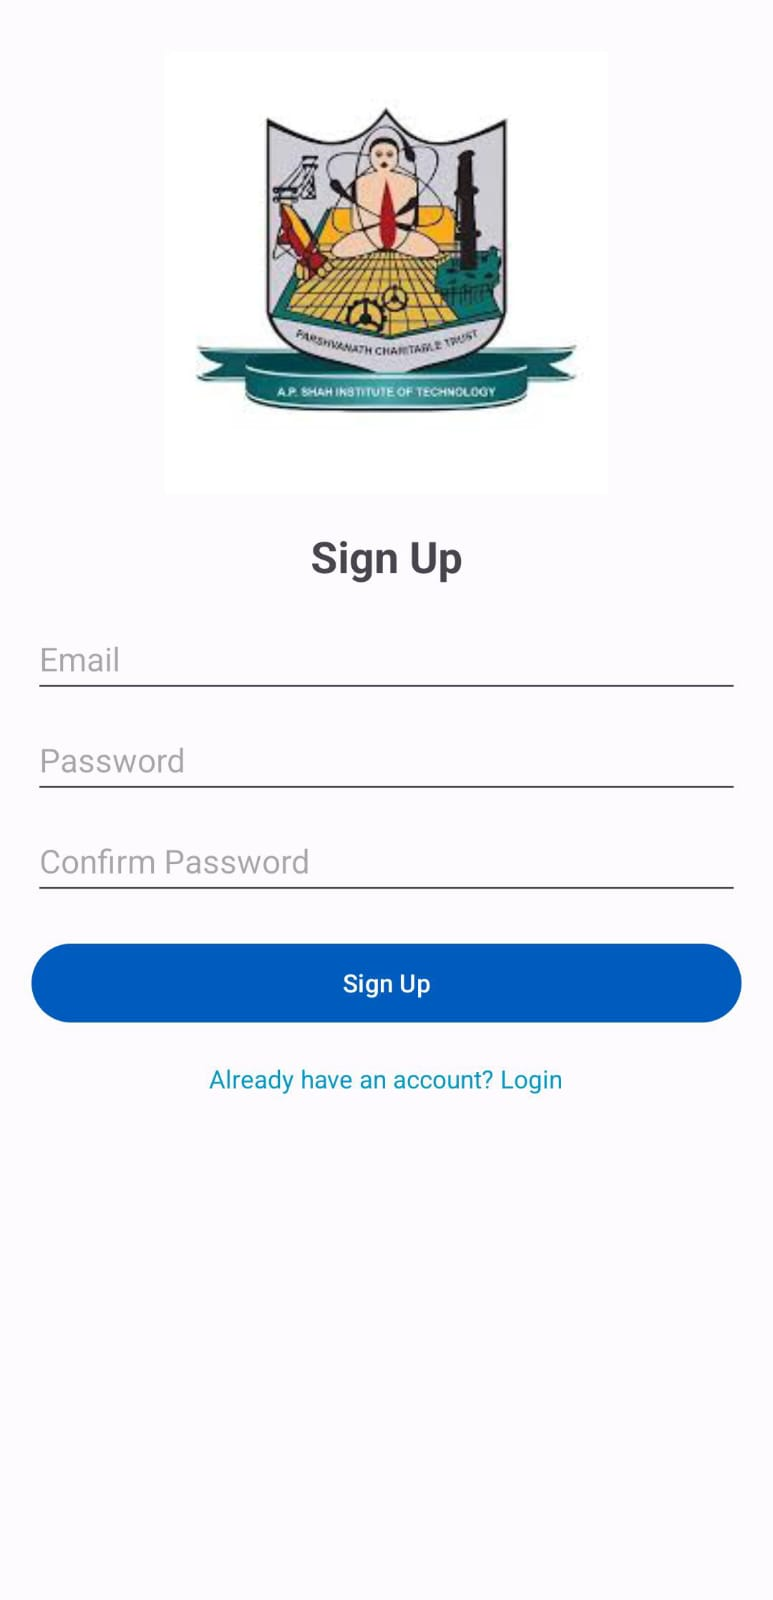 PARSHVANATH CHARITABLE TRUST
A.P. SHAH INSTITUTE OF TECHNOLOGY
Sign Up
Email
Password
Confirm Password
Sign Up
Already have an account? Login